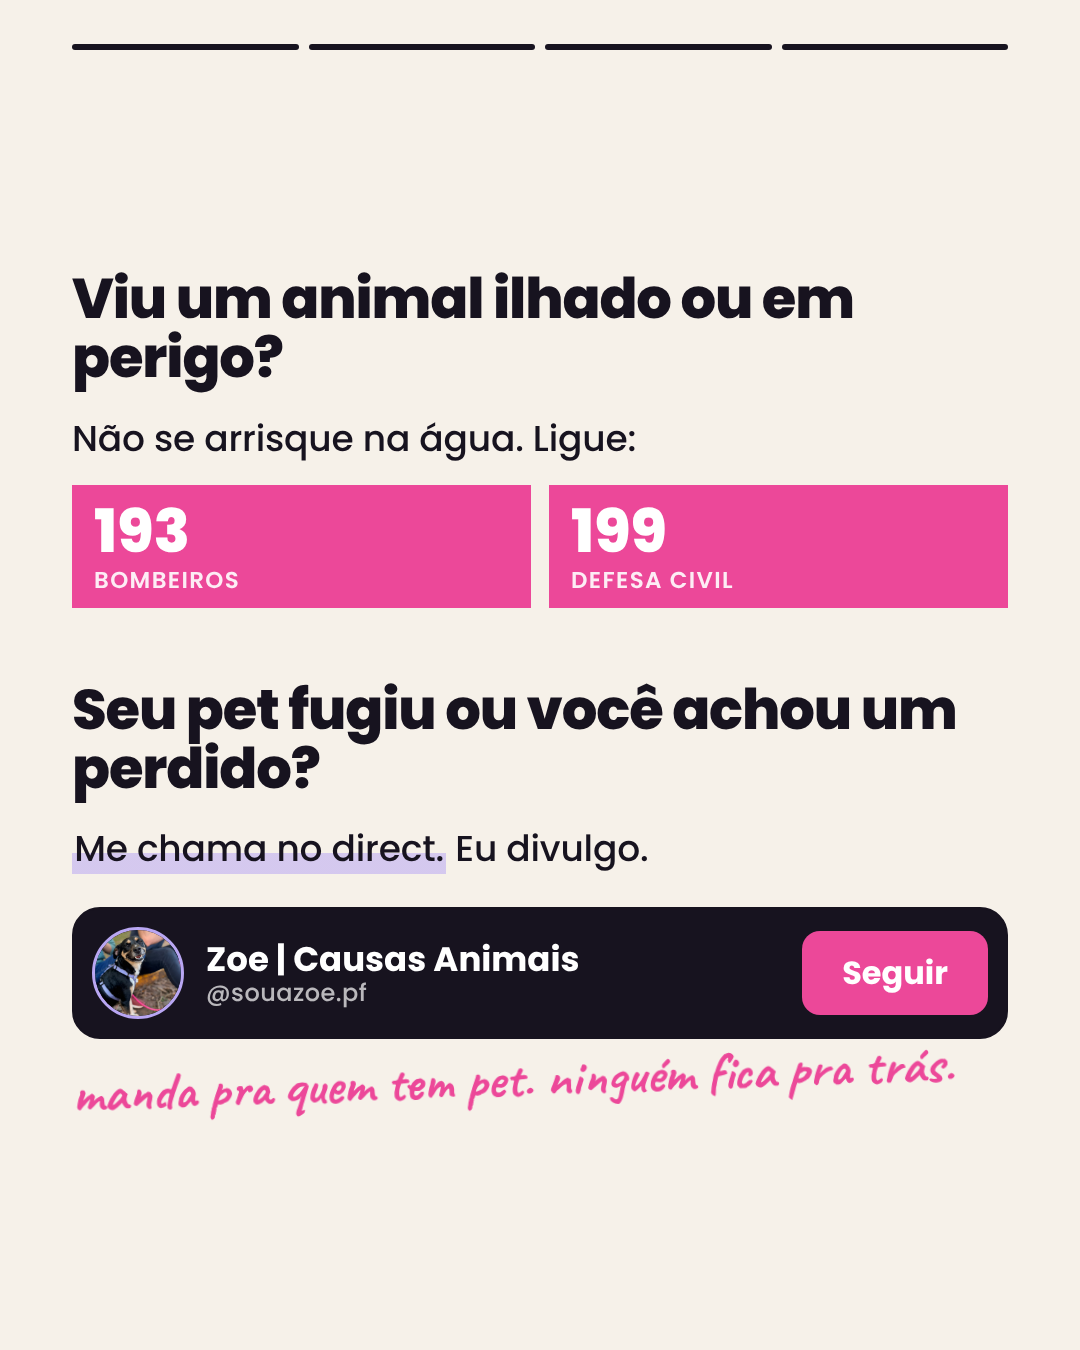 Viu um animal ilhado ou em
perigo?
Não se arrisque na água. Ligue:
193
BOMBEIROS
199
DEFESA CIVIL
Seu pet fugiu ou você achou um
perdido?
Me chama no direct. Eu divulgo.
Zoe | Causas Animais
@souazoe.pf
Seguir
manda pra quem tem pet. ninguém fica pra trás.